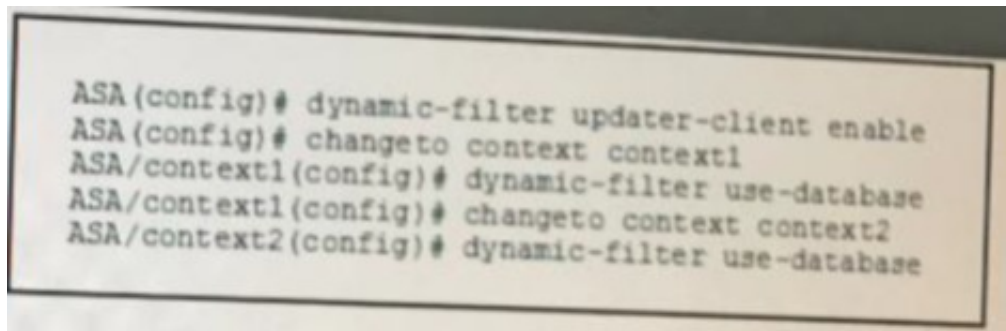 ASA(config)# dynamic-filter updater-client enable
ASA(config)# changeto context context1
ASA/context1(config)# dynamic-filter use-database
ASA/context1(config)# changeto context context2
ASA/context2(config)# dynamic-filter use-database